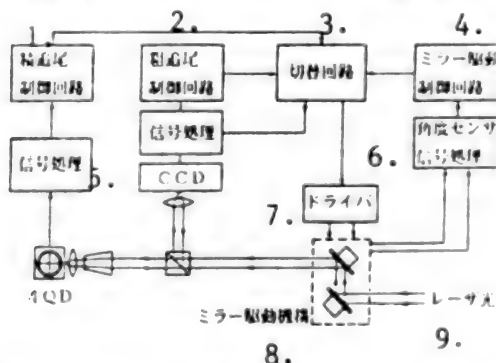 1.
2.
3.
4.
精追尾
制御回路
粗追尾
制御回路
切替回路
ミラー駆動
制御回路
信号処理
信号処理
5.
CCD
6.
角度センサ
信号処理
7.
ドライバ
4QD
ミラー駆動機構
レーザ光
8.
9.